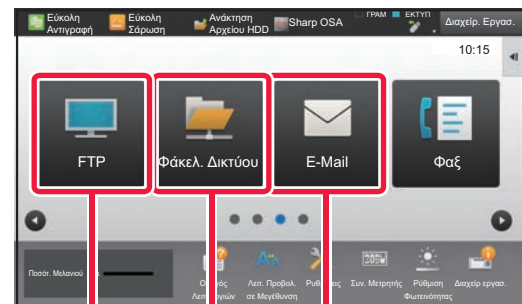 Εύκολη Αντιγραφή
Εύκολη Σάρωση
Ανάκτηση Αρχείου HDD
Sharp OSA
ΓΡΑΜ
ΕΚΤΥΠ
Διαχείρ. Εργασ.
10:15
FTP
Φάκελ. Δικτύου
E-Mail
Φαξ
Ποσότ. Μελανιού
Λειτ. Προβολ. σε Μεγέθυνση
Συν. Μετρητής
Ρύθμιση Φωτεινότητας
Διαχείρ εργασ.